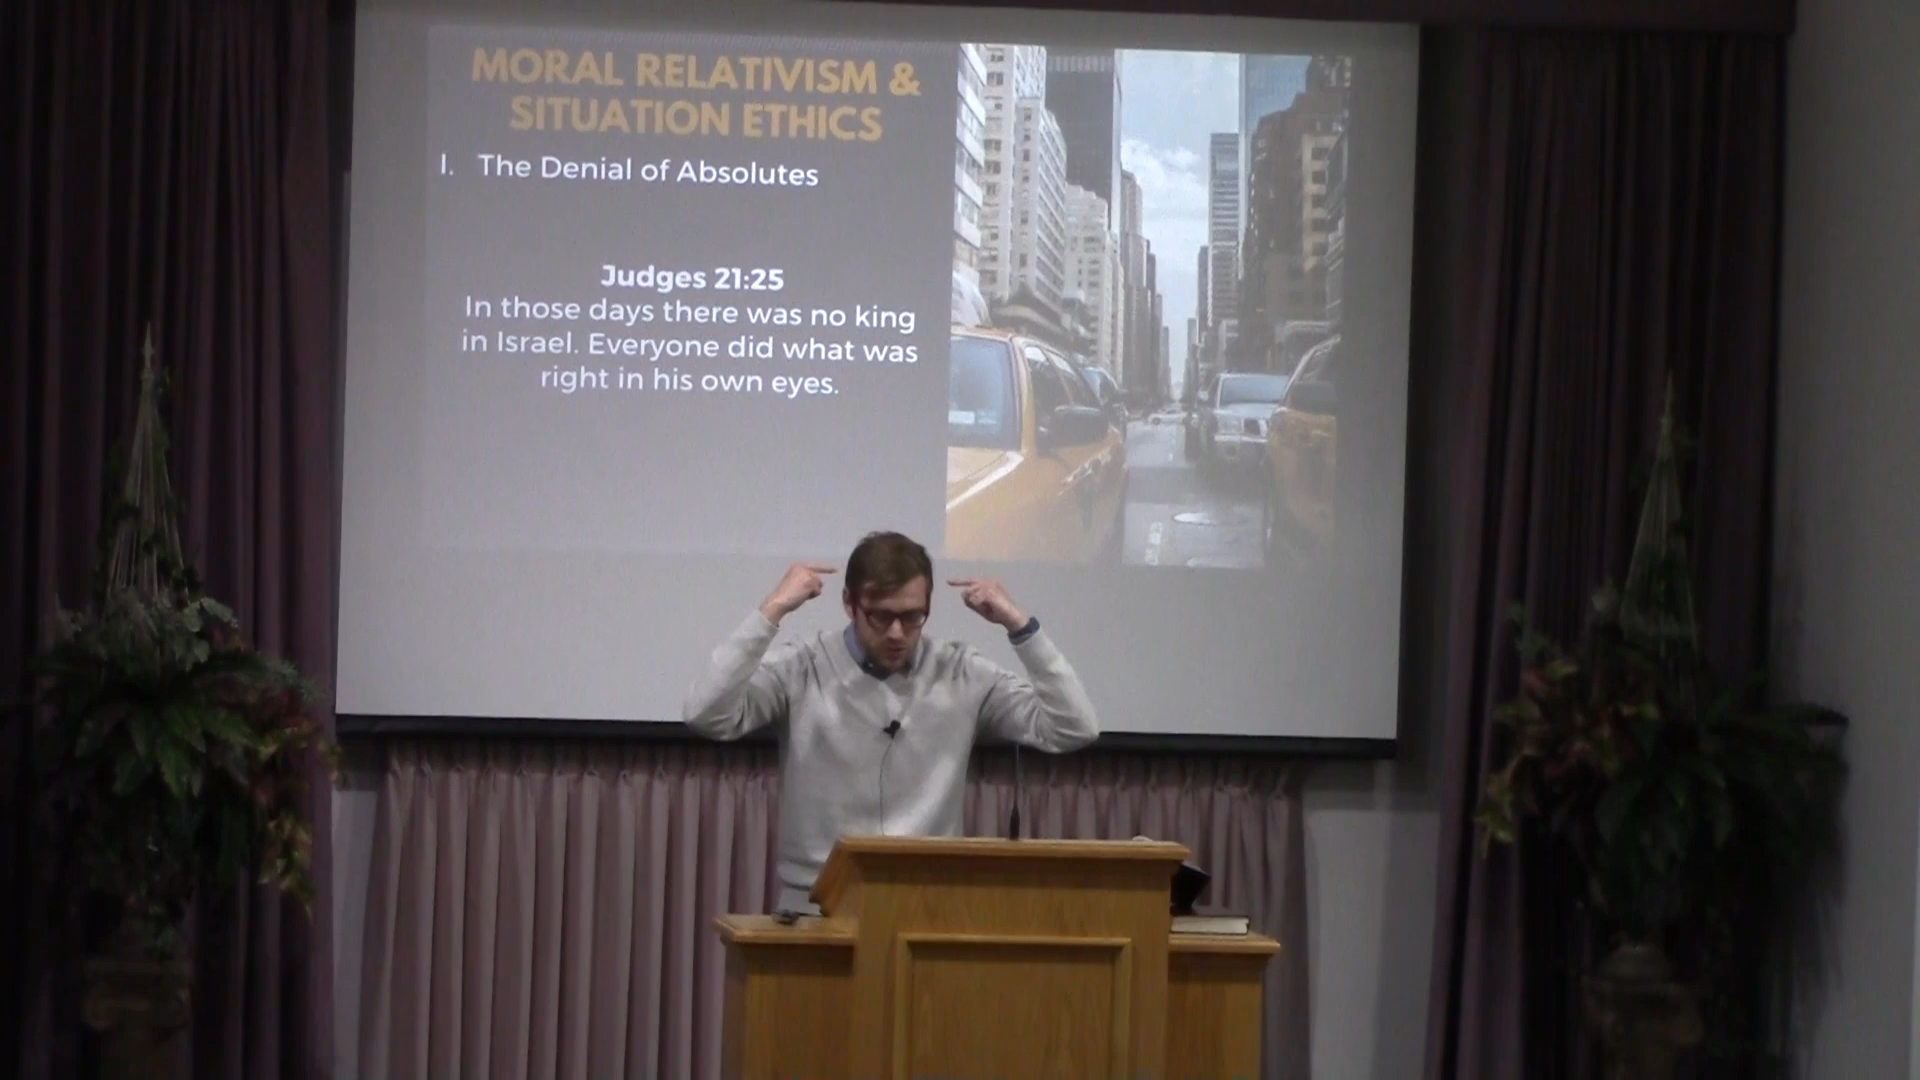 MORAL RELATIVISM &
SITUATION ETHICS
I. The Denial of Absolutes
Judges 21:25
In those days there was no king
in Israel. Everyone did what was
right in his own eyes.